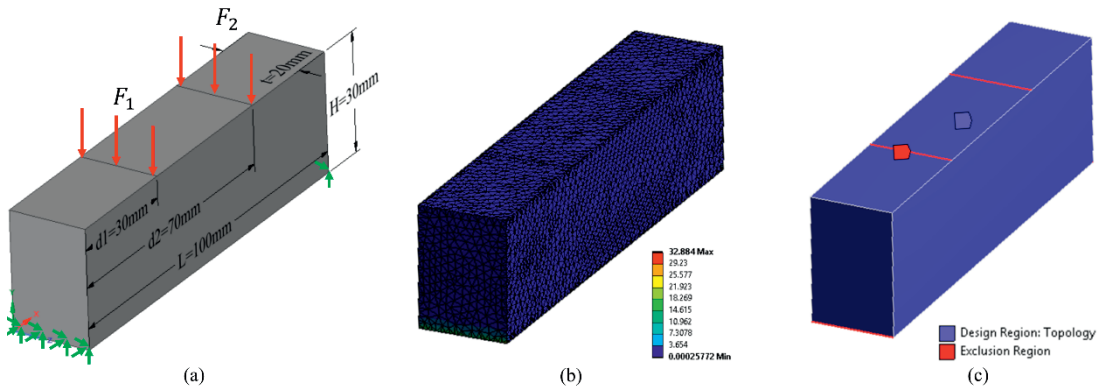 F₁
F₂
t=20mm
H=30mm
d1=30mm
d2=70mm
L=100mm
Y
X
(a)
32.884 Max
29.23
25.577
21.923
18.269
14.615
10.962
7.3078
3.654
0.00025772 Min
(b)
Design Region: Topology
Exclusion Region
(c)